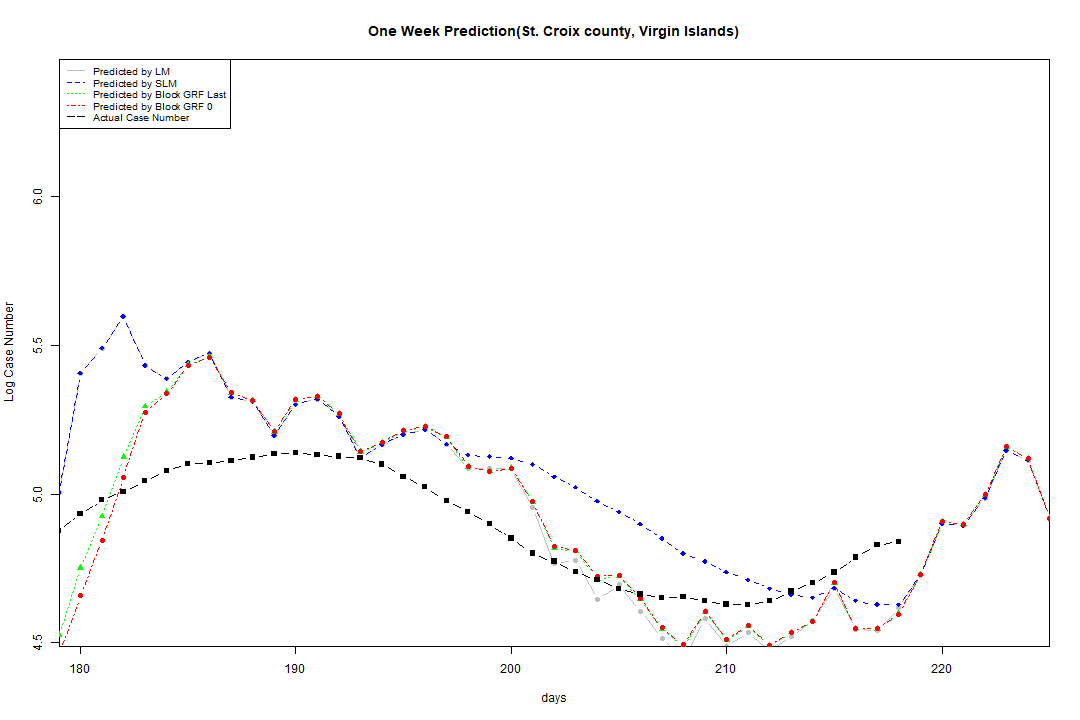 One Week Prediction(St. Croix county, Virgin Islands)
Predicted by LM
Predicted by SLM
Predicted by Block GRF Last
Predicted by Block GRF 0
Actual Case Number
6.0
5.5
5.0
4.5
Log Case Number
180 190 200 210 220
days